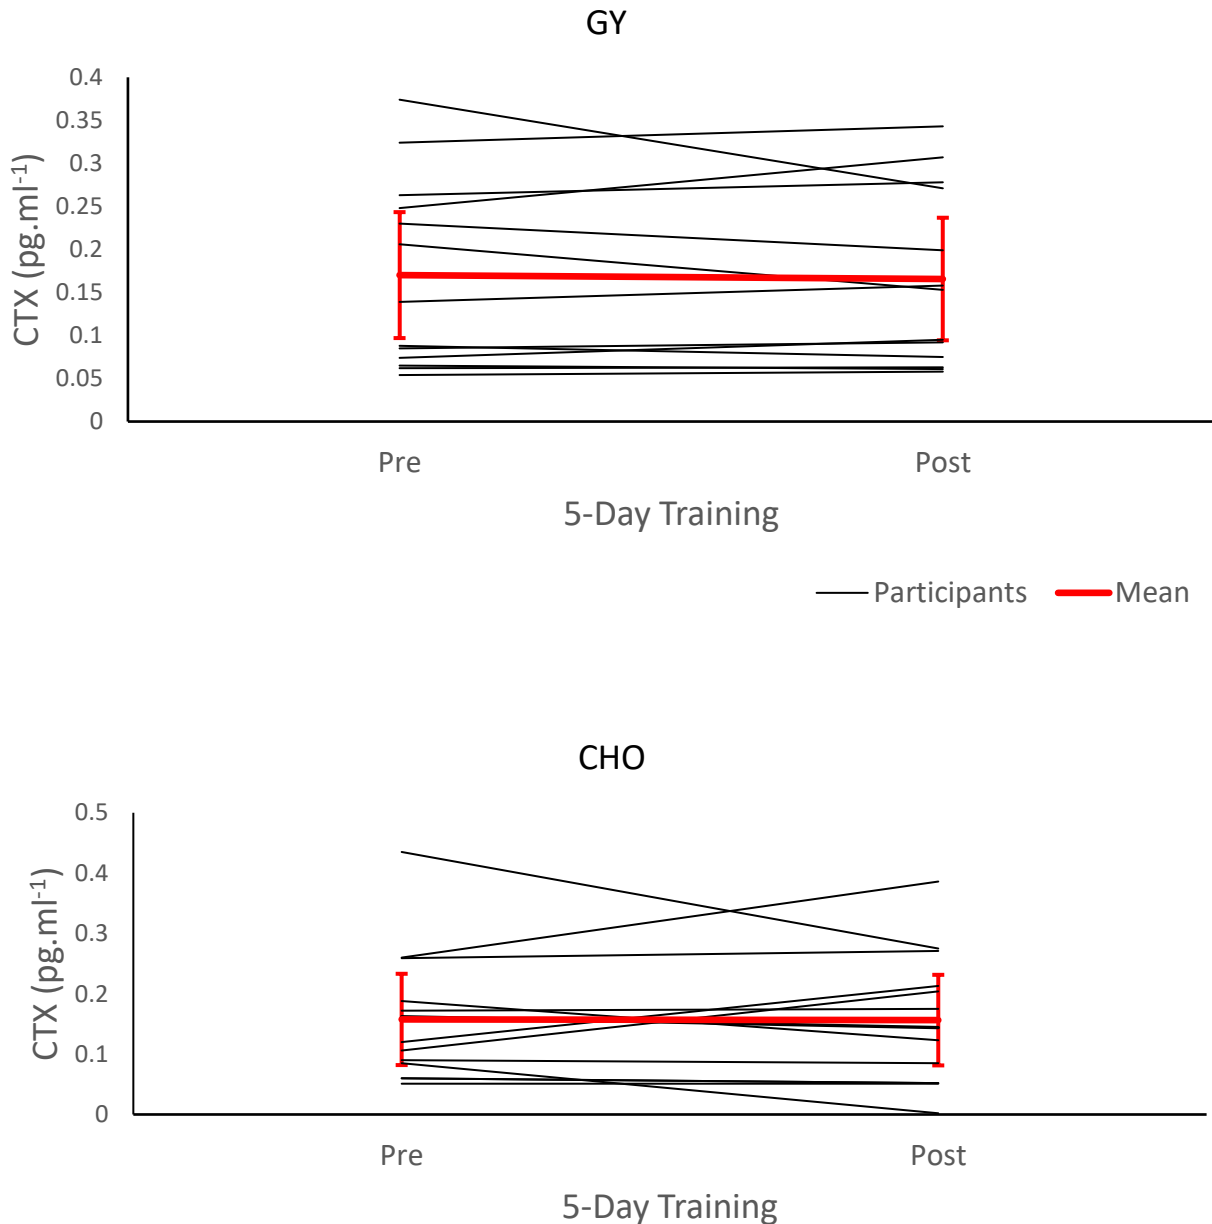 GY
0.4
0.35
0.3
0.25
0.2
0.15
0.1
0.05
0
CTX (pg.ml-1)
Pre Post
5-Day Training
Participants Mean
CHO
0.5
0.4
0.3
0.2
0.1
0
CTX (pg.ml-1)
Pre Post
5-Day Training